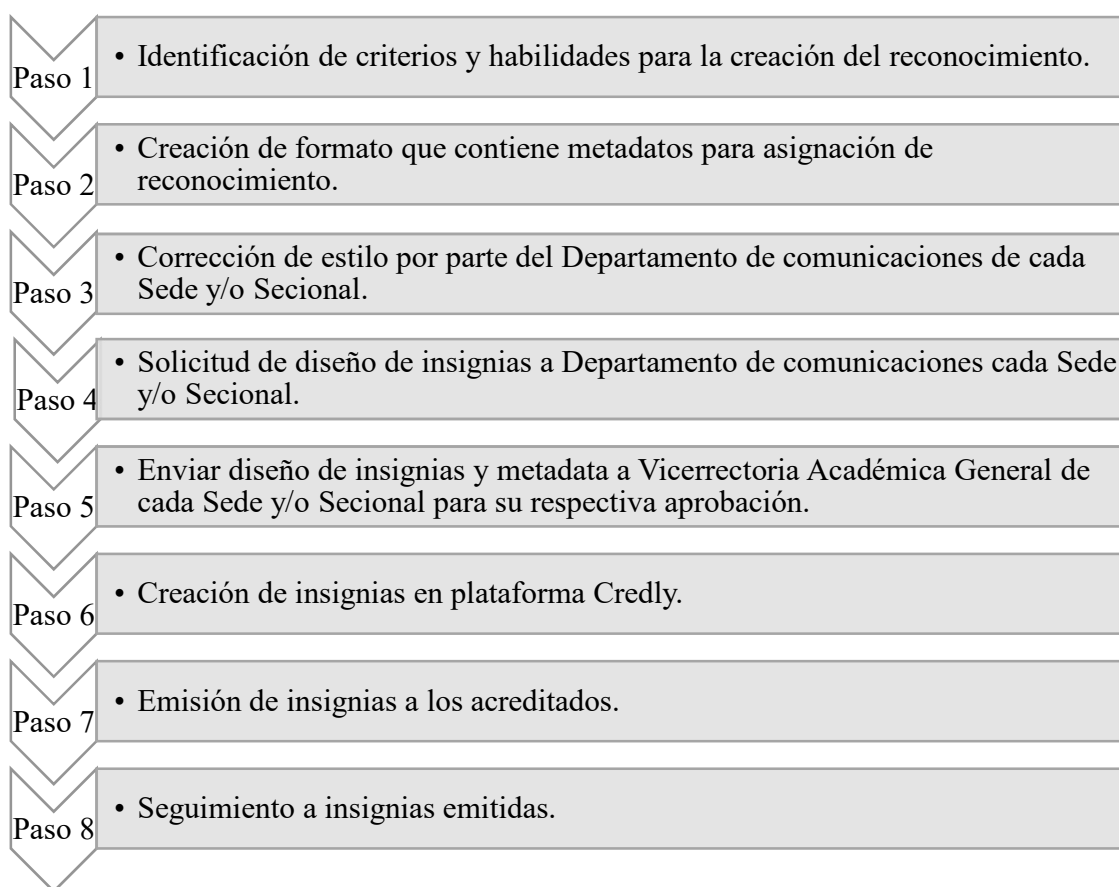 Paso 1
• Identificación de criterios y habilidades para la creación del reconocimiento.
Paso 2
• Creación de formato que contiene metadatos para asignación de
reconocimiento.
Paso 3
• Corrección de estilo por parte del Departamento de comunicaciones de cada
Sede y/o Secional.
Paso 4
• Solicitud de diseño de insignias a Departamento de comunicaciones cada Sede
y/o Secional.
Paso 5
• Enviar diseño de insignias y metadata a Vicerrectoria Académica General de
cada Sede y/o Secional para su respectiva aprobación.
Paso 6
• Creación de insignias en plataforma Credly.
Paso 7
• Emisión de insignias a los acreditados.
Paso 8
• Seguimiento a insignias emitidas.